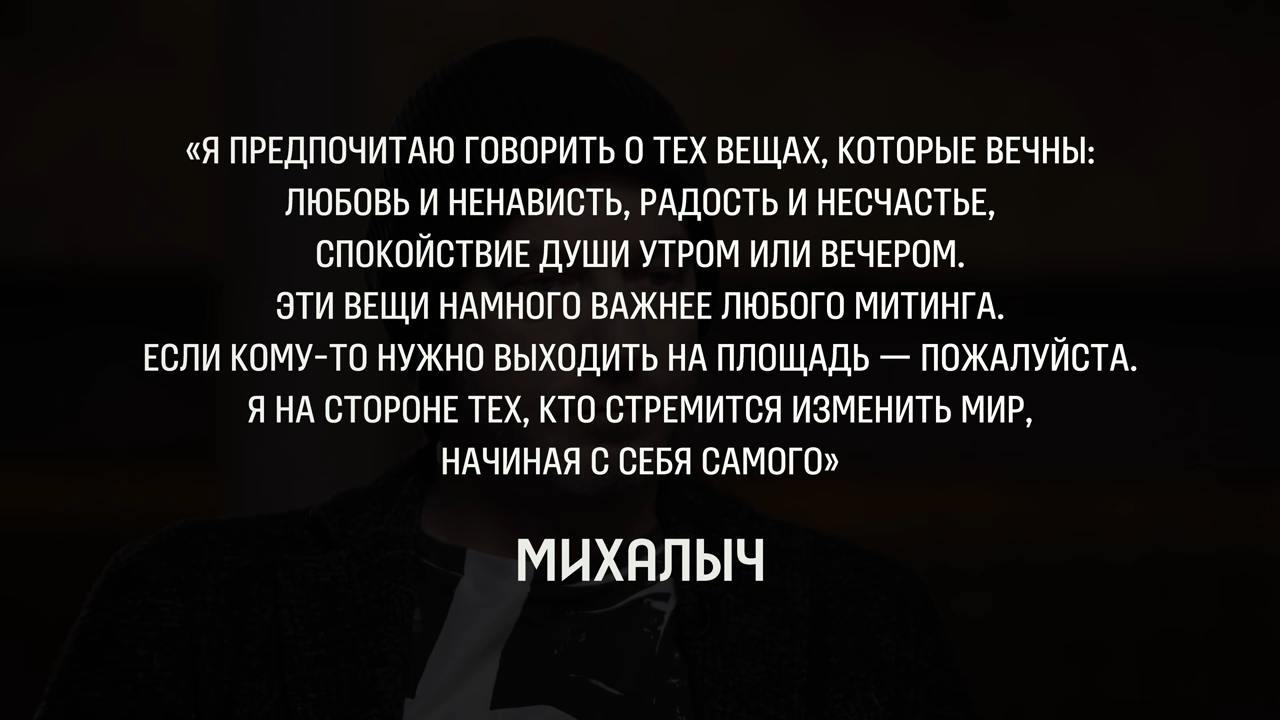 «Я ПРЕДПОЧИТАЮ ГОВОРИТЬ О ТЕХ ВЕЩАХ, КОТОРЫЕ ВЕЧНЫ:
ЛЮБОВЬ И НЕНАВИСТЬ, РАДОСТЬ И НЕСЧАСТЬЕ,
СПОКОЙСТВИЕ ДУШИ УТРОМ ИЛИ ВЕЧЕРОМ.
ЭТИ ВЕЩИ НАМНОГО ВАЖНЕЕ ЛЮБОГО МИТИНГА.
ЕСЛИ КОМУ-ТО НУЖНО ВЫХОДИТЬ НА ПЛОЩАДЬ — ПОЖАЛУЙСТА.
Я НА СТОРОНЕ ТЕХ, КТО СТРЕМИТСЯ ИЗМЕНИТЬ МИР,
НАЧИНАЯ С СЕБЯ САМОГО»
МИХАЛЫЧ